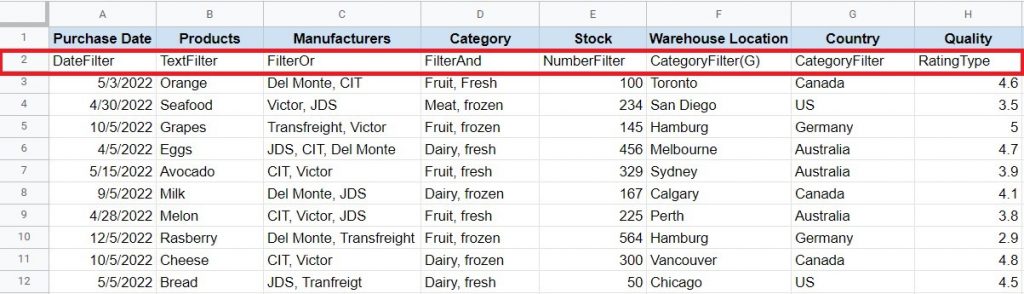 A B C D E F G H
1 Purchase Date Products Manufacturers Category Stock Warehouse Location Country Quality
2 DateFilter TextFilter FilterOr FilterAnd NumberFilter CategoryFilter(G) CategoryFilter RatingType
3 5/3/2022 Orange Del Monte, CIT Fruit, Fresh 100 Toronto Canada 4.6
4 4/30/2022 Seafood Victor, JDS Meat, frozen 234 San Diego US 3.5
5 10/5/2022 Grapes Transfreight, Victor Fruit, frozen 145 Hamburg Germany 5
6 4/5/2022 Eggs JDS, CIT, Del Monte Dairy, fresh 456 Melbourne Australia 4.7
7 5/15/2022 Avocado CIT, Victor Fruit, fresh 329 Sydney Australia 3.9
8 9/5/2022 Milk Del Monte, JDS Dairy, frozen 167 Calgary Canada 4.1
9 4/28/2022 Melon CIT, Victor, JDS Fruit, fresh 225 Perth Australia 3.8
10 12/5/2022 Rasberry Del Monte, Transfreight Fruit, frozen 564 Hamburg Germany 2.9
11 10/5/2022 Cheese CIT, Victor Dairy, frozen 300 Vancouver Canada 4.8
12 5/5/2022 Bread JDS, Tranfreigt Dairy, fresh 50 Chicago US 4.5